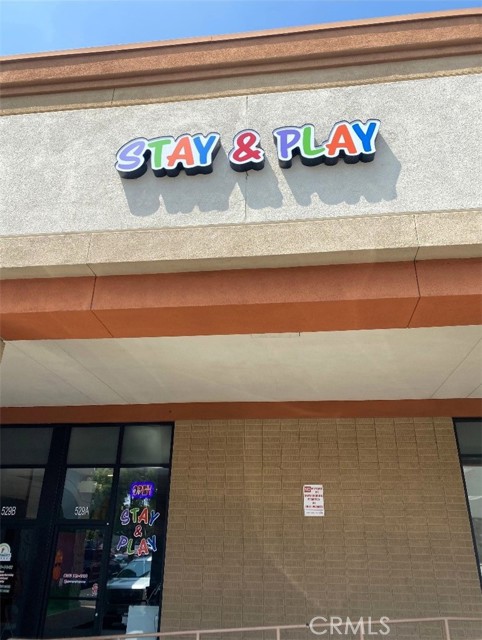 STAY & PLAY
529B
529A
OPEN
STAY
&
PLAY
CRMLS